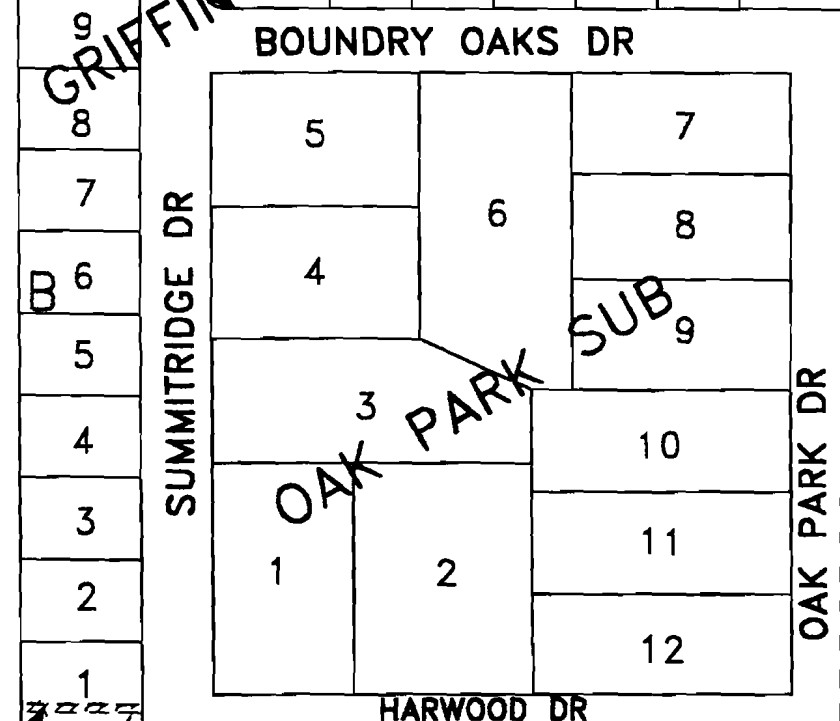 GRIFFIN
BOUNDRY OAKS DR
9
8
7
B 6
5
4
3
2
1
SUMMITRIDGE DR
5
4
6
7
8
9
3
10
1
2
11
12
OAK PARK SUB
OAK PARK DR
HARWOOD DR